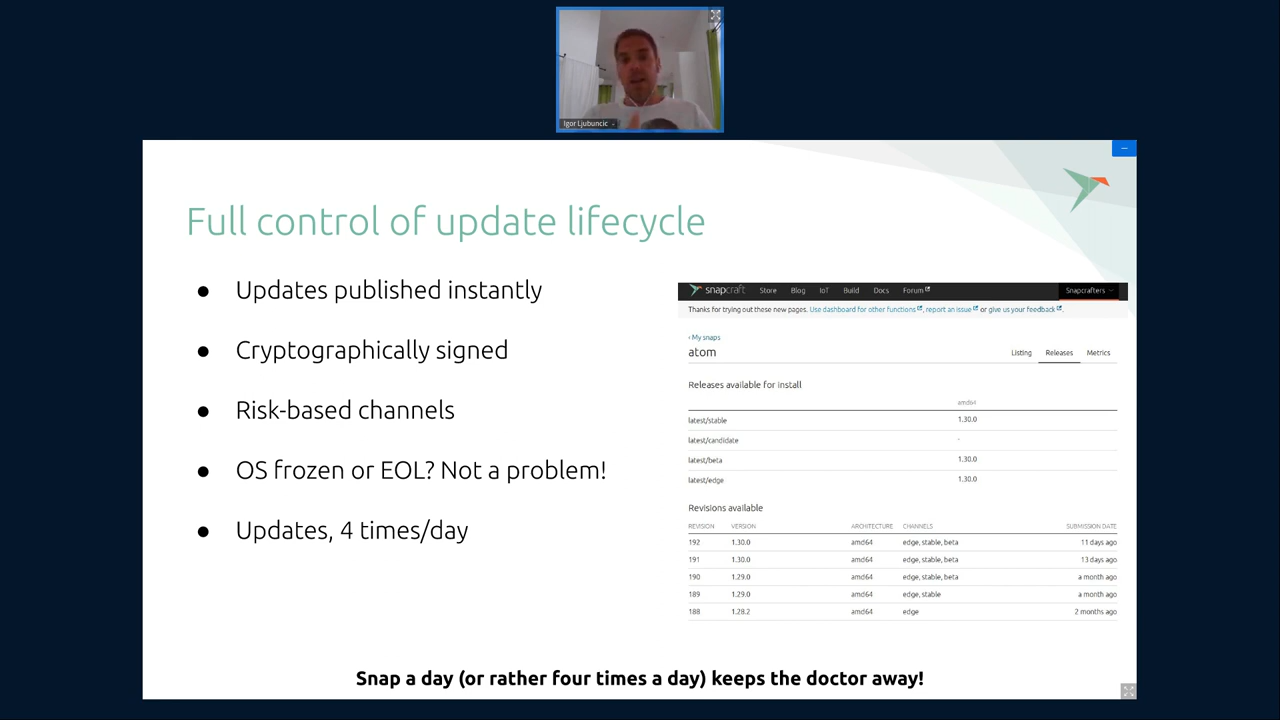 Igor Ljubuncic
Full control of update lifecycle
● Updates published instantly
● Cryptographically signed
● Risk-based channels
● OS frozen or EOL? Not a problem!
● Updates, 4 times/day
snapcraft Store Blog IoT Build Docs Forum Snapcrafters
Thanks for trying out these new pages. Use dashboard for other functions, report an issue or give us your feedback.
‹ My snaps
atom Listing Releases Metrics
Releases available for install
amd64
latest/stable 1.30.0
latest/candidate -
latest/beta 1.30.0
latest/edge 1.30.0
Revisions available
REVISION VERSION ARCHITECTURE CHANNELS SUBMISSION DATE
192 1.30.0 amd64 edge, stable, beta 11 days ago
191 1.30.0 amd64 edge, stable, beta 13 days ago
190 1.29.0 amd64 edge, stable, beta a month ago
189 1.29.0 amd64 edge, stable a month ago
188 1.28.2 amd64 edge 2 months ago
Snap a day (or rather four times a day) keeps the doctor away!